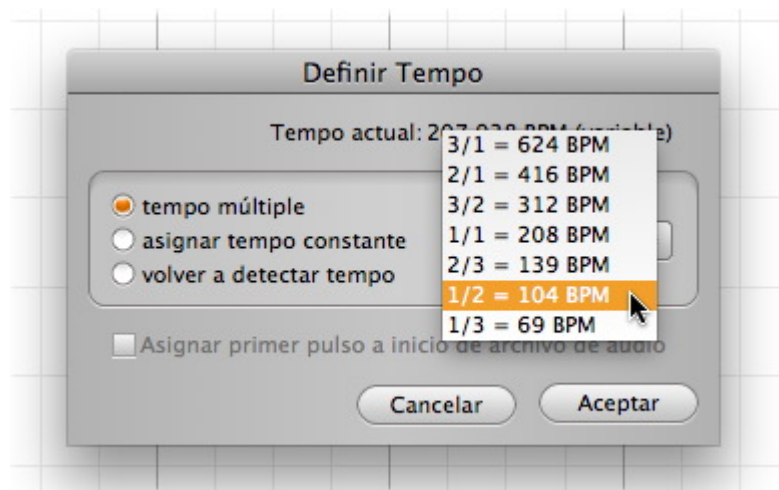 Definir Tempo
Tempo actual: 207,938 BPM (variable)
3/1 = 624 BPM
2/1 = 416 BPM
3/2 = 312 BPM
1/1 = 208 BPM
2/3 = 139 BPM
1/2 = 104 BPM
1/3 = 69 BPM
tempo múltiple
asignar tempo constante
volver a detectar tempo
Asignar primer pulso a inicio de archivo de audio
Cancelar
Aceptar